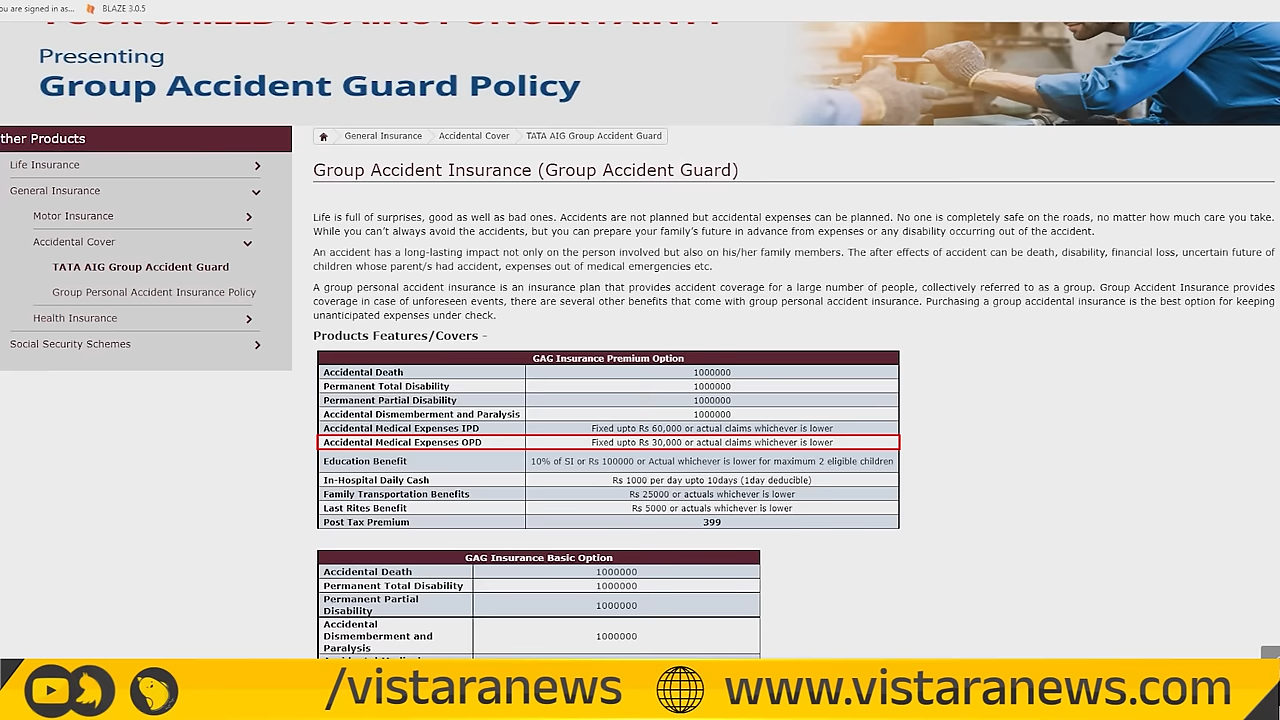 ou are signed in as...
BLAZE 3.0.5
YOUR SHIELD AGAINST UNCERTAINTY
Presenting
Group Accident Guard Policy
ther Products
Life Insurance
General Insurance
Motor Insurance
Accidental Cover
TATA AIG Group Accident Guard
Group Personal Accident Insurance Policy
Health Insurance
Social Security Schemes
General Insurance
Accidental Cover
TATA AIG Group Accident Guard
Group Accident Insurance (Group Accident Guard)
Life is full of surprises, good as well as bad ones. Accidents are not planned but accidental expenses can be planned. No one is completely safe on the roads, no matter how much care you take.
While you can't always avoid the accidents, but you can prepare your family's future in advance from expenses or any disability occurring out of the accident.
An accident has a long-lasting impact not only on the person involved but also on his/her family members. The after effects of accident can be death, disability, financial loss, uncertain future of
children whose parent/s had accident, expenses out of medical emergencies etc.
A group personal accident insurance is an insurance plan that provides accident coverage for a large number of people, collectively referred to as a group. Group Accident Insurance provides
coverage in case of unforeseen events, there are several other benefits that come with group personal accident insurance. Purchasing a group accidental insurance is the best option for keeping
unanticipated expenses under check.
Products Features/Covers -
GAG Insurance Premium Option
Accidental Death 1000000
Permanent Total Disability 1000000
Permanent Partial Disability 1000000
Accidental Dismemberment and Paralysis 1000000
Accidental Medical Expenses IPD Fixed upto Rs 60,000 or actual claims whichever is lower
Accidental Medical Expenses OPD Fixed upto Rs 30,000 or actual claims whichever is lower
Education Benefit 10% of SI or Rs 100000 or Actual whichever is lower for maximum 2 eligible children
In-Hospital Daily Cash Rs 1000 per day upto 10days (1day deducible)
Family Transportation Benefits Rs 25000 or actuals whichever is lower
Last Rites Benefit Rs 5000 or actuals whichever is lower
Post Tax Premium 399
GAG Insurance Basic Option
Accidental Death 1000000
Permanent Total Disability 1000000
Permanent Partial
Disability 1000000
Accidental
Dismemberment and 1000000
Paralysis
/vistaranews
www.vistaranews.com